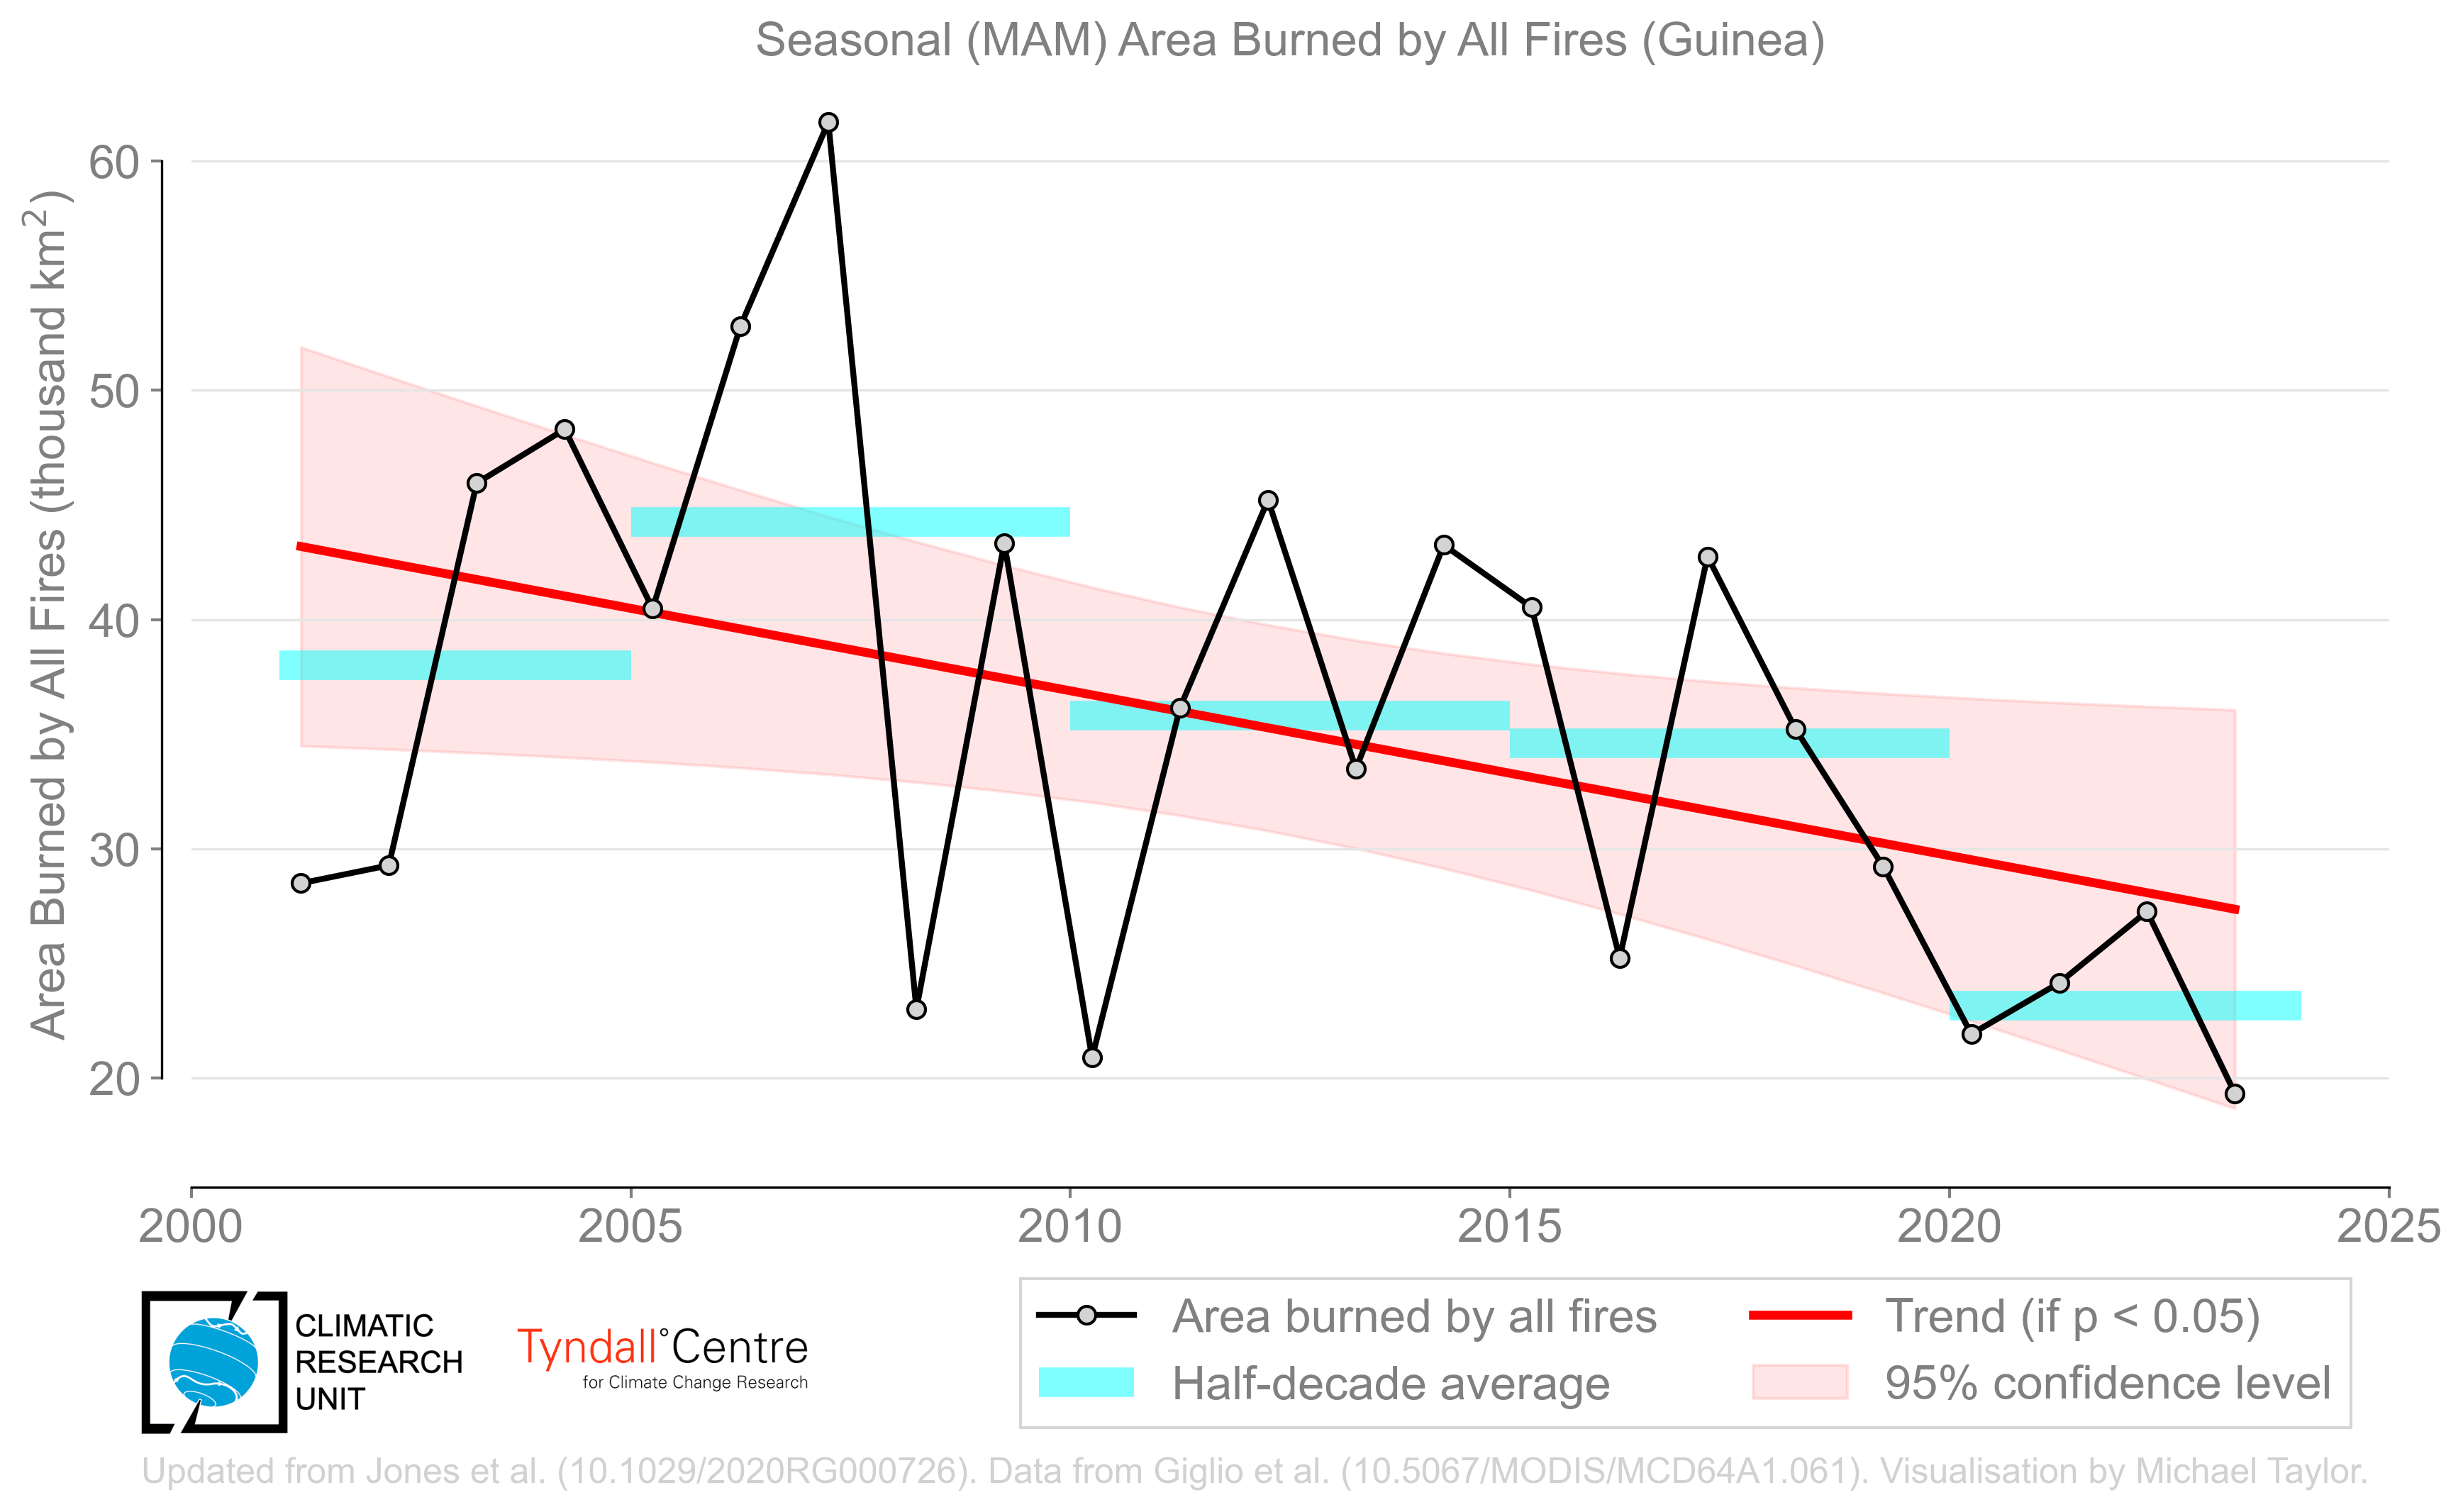 Seasonal (MAM) Area Burned by All Fires (Guinea)
Area Burned by All Fires (thousand km²)
60
50
40
30
20
2000
2005
2010
2015
2020
2025
CLIMATIC
RESEARCH
UNIT
Tyndall°Centre
for Climate Change Research
Area burned by all fires
Half-decade average
Trend (if p < 0.05)
95% confidence level
Updated from Jones et al. (10.1029/2020RG000726). Data from Giglio et al. (10.5067/MODIS/MCD64A1.061). Visualisation by Michael Taylor.